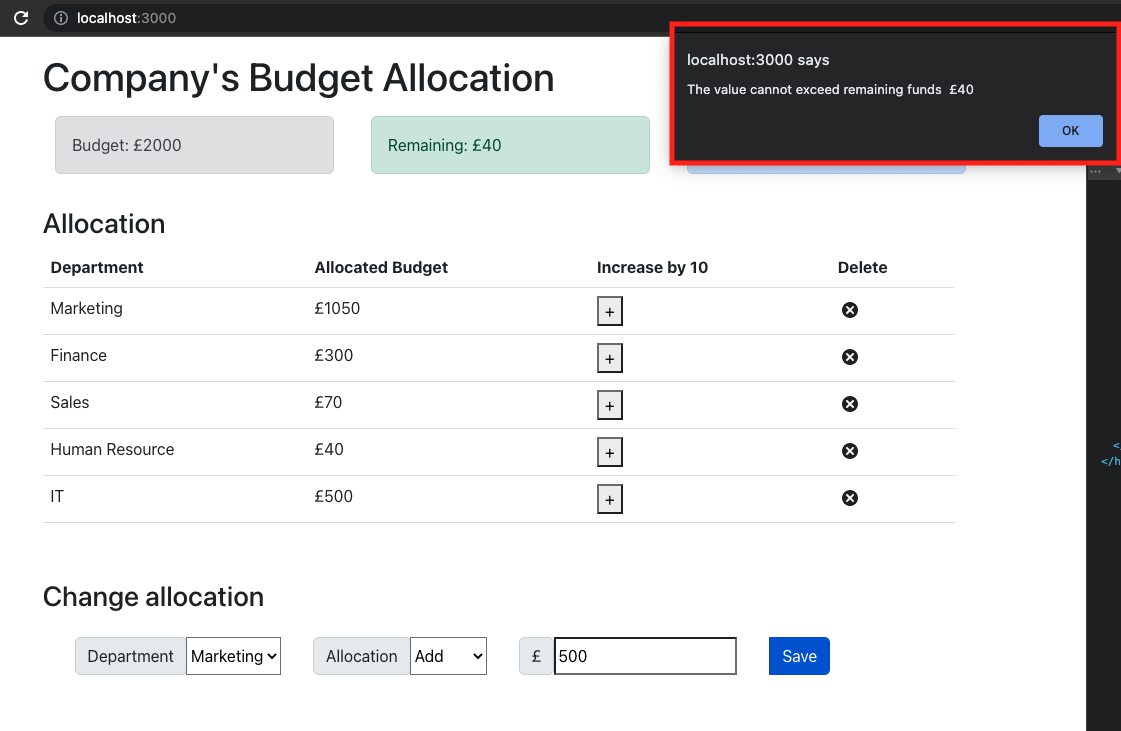 localhost:3000
localhost:3000 says
The value cannot exceed remaining funds £40
OK
Company's Budget Allocation
Budget: £2000
Remaining: £40
Allocation
Department Allocated Budget Increase by 10 Delete
Marketing £1050 +
Finance £300 +
Sales £70 +
Human Resource £40 +
IT £500 +
Change allocation
Department Marketing Allocation Add £ 500 Save